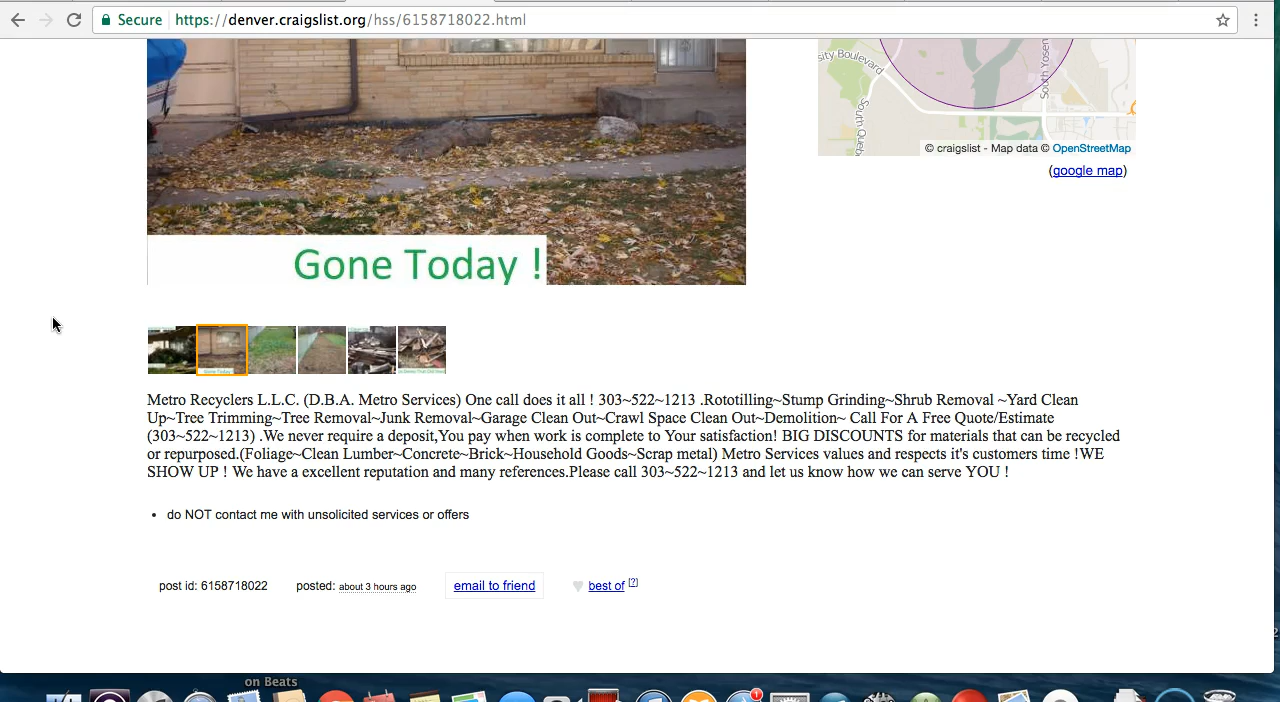 Secure https://denver.craigslist.org/hss/6158718022.html
sity Boulevard
South Yosem
South Queb
© craigslist - Map data © OpenStreetMap
(google map)
Gone Today !
Gone Today !
Metro Recyclers L.L.C. (D.B.A. Metro Services) One call does it all ! 303~522~1213 .Rototilling~Stump Grinding~Shrub Removal ~Yard Clean
Up~Tree Trimming~Tree Removal~Junk Removal~Garage Clean Out~Crawl Space Clean Out~Demolition~ Call For A Free Quote/Estimate
(303~522~1213) .We never require a deposit,You pay when work is complete to Your satisfaction! BIG DISCOUNTS for materials that can be recycled
or repurposed.(Foliage~Clean Lumber~Concrete~Brick~Household Goods~Scrap metal) Metro Services values and respects it's customers time !WE
SHOW UP ! We have a excellent reputation and many references.Please call 303~522~1213 and let us know how we can serve YOU !
• do NOT contact me with unsolicited services or offers
post id: 6158718022 posted: about 3 hours ago email to friend ♥ best of [?]
2
on Beats
1